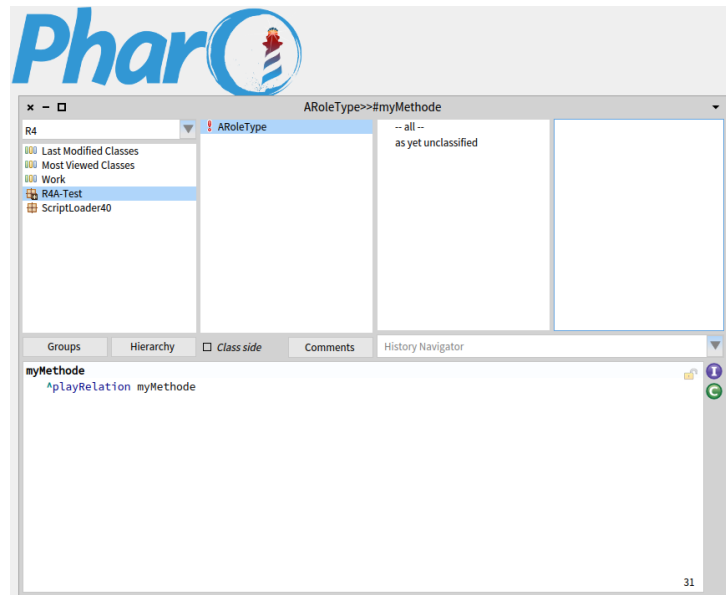 Pharo
ARoleType>>#myMethode
R4
Last Modified Classes
Most Viewed Classes
Work
R4A-Test
ScriptLoader40
ARoleType
-- all --
as yet unclassified
Groups
Hierarchy
Class side
Comments
History Navigator
myMethode
^playRelation myMethode
I
C
31